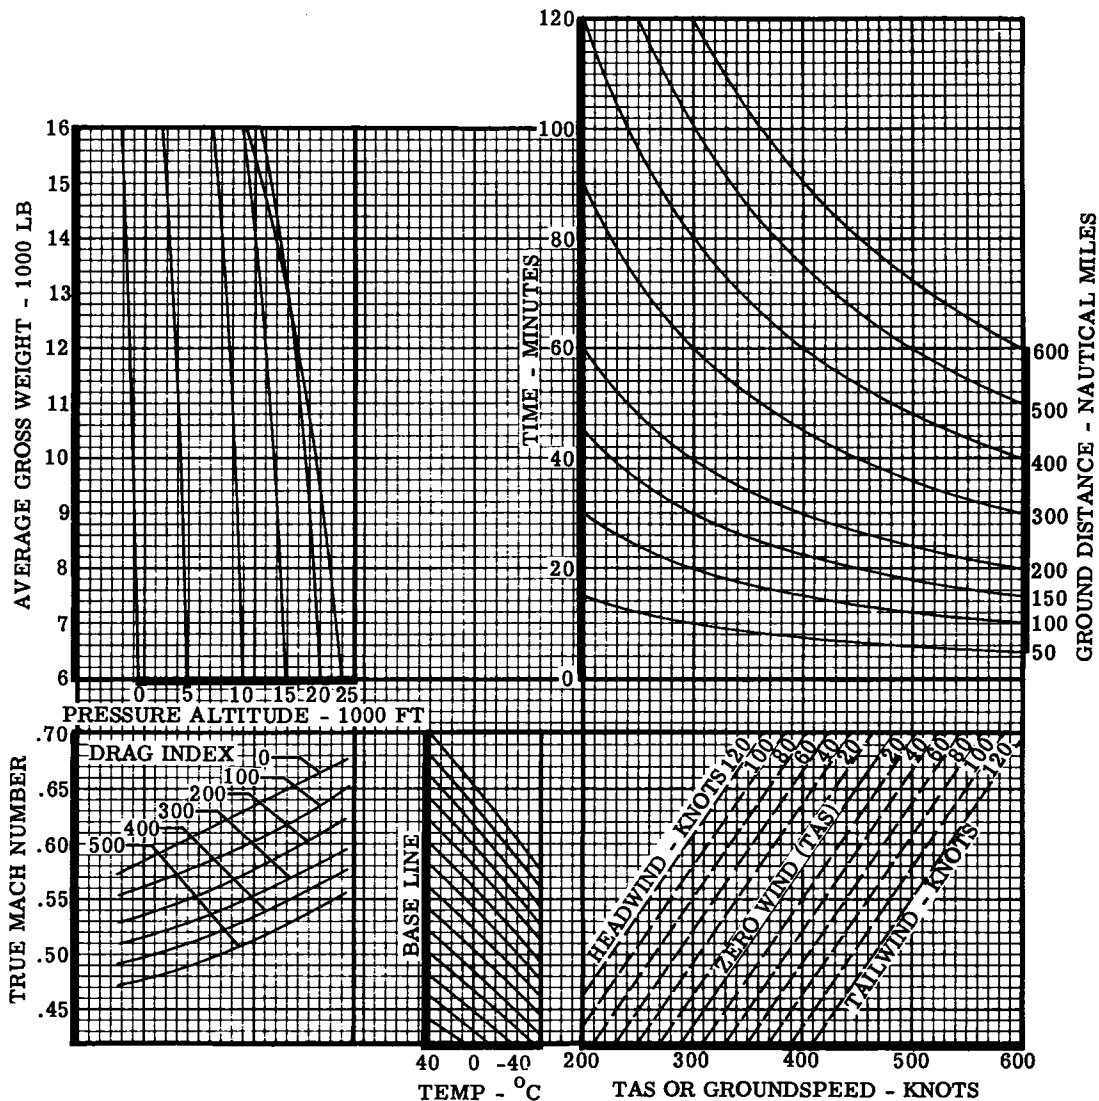 AVERAGE GROSS WEIGHT - 1000 LB
16
15
14
13
12
11
10
9
8
7
6
0 5 10 15 20 25
PRESSURE ALTITUDE - 1000 FT
TIME - MINUTES
120
100
80
60
40
20
0
600
500
400
300
200
150
100
50
GROUND DISTANCE - NAUTICAL MILES
TRUE MACH NUMBER
.70
.65
.60
.55
.50
.45
DRAG INDEX 0
100
200
300
400
500
BASE LINE
40 0 -40
TEMP - °C
HEADWIND - KNOTS 120 100 80 60 40 20
ZERO WIND (TAS)
20 40 60 80 100 120
TAILWIND - KNOTS
200 300 400 500 600
TAS OR GROUNDSPEED - KNOTS